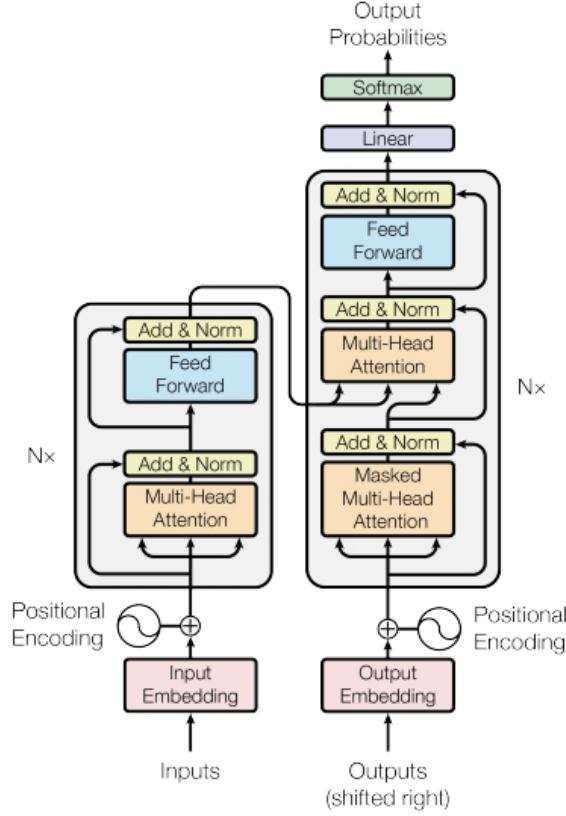 Output
Probabilities
Softmax
Linear
Add & Norm
Feed
Forward
Add & Norm
Multi-Head
Attention
Add & Norm
Masked
Multi-Head
Attention
Nx
Add & Norm
Feed
Forward
Add & Norm
Multi-Head
Attention
Nx
Positional
Encoding
Positional
Encoding
Input
Embedding
Output
Embedding
Inputs
Outputs
(shifted right)